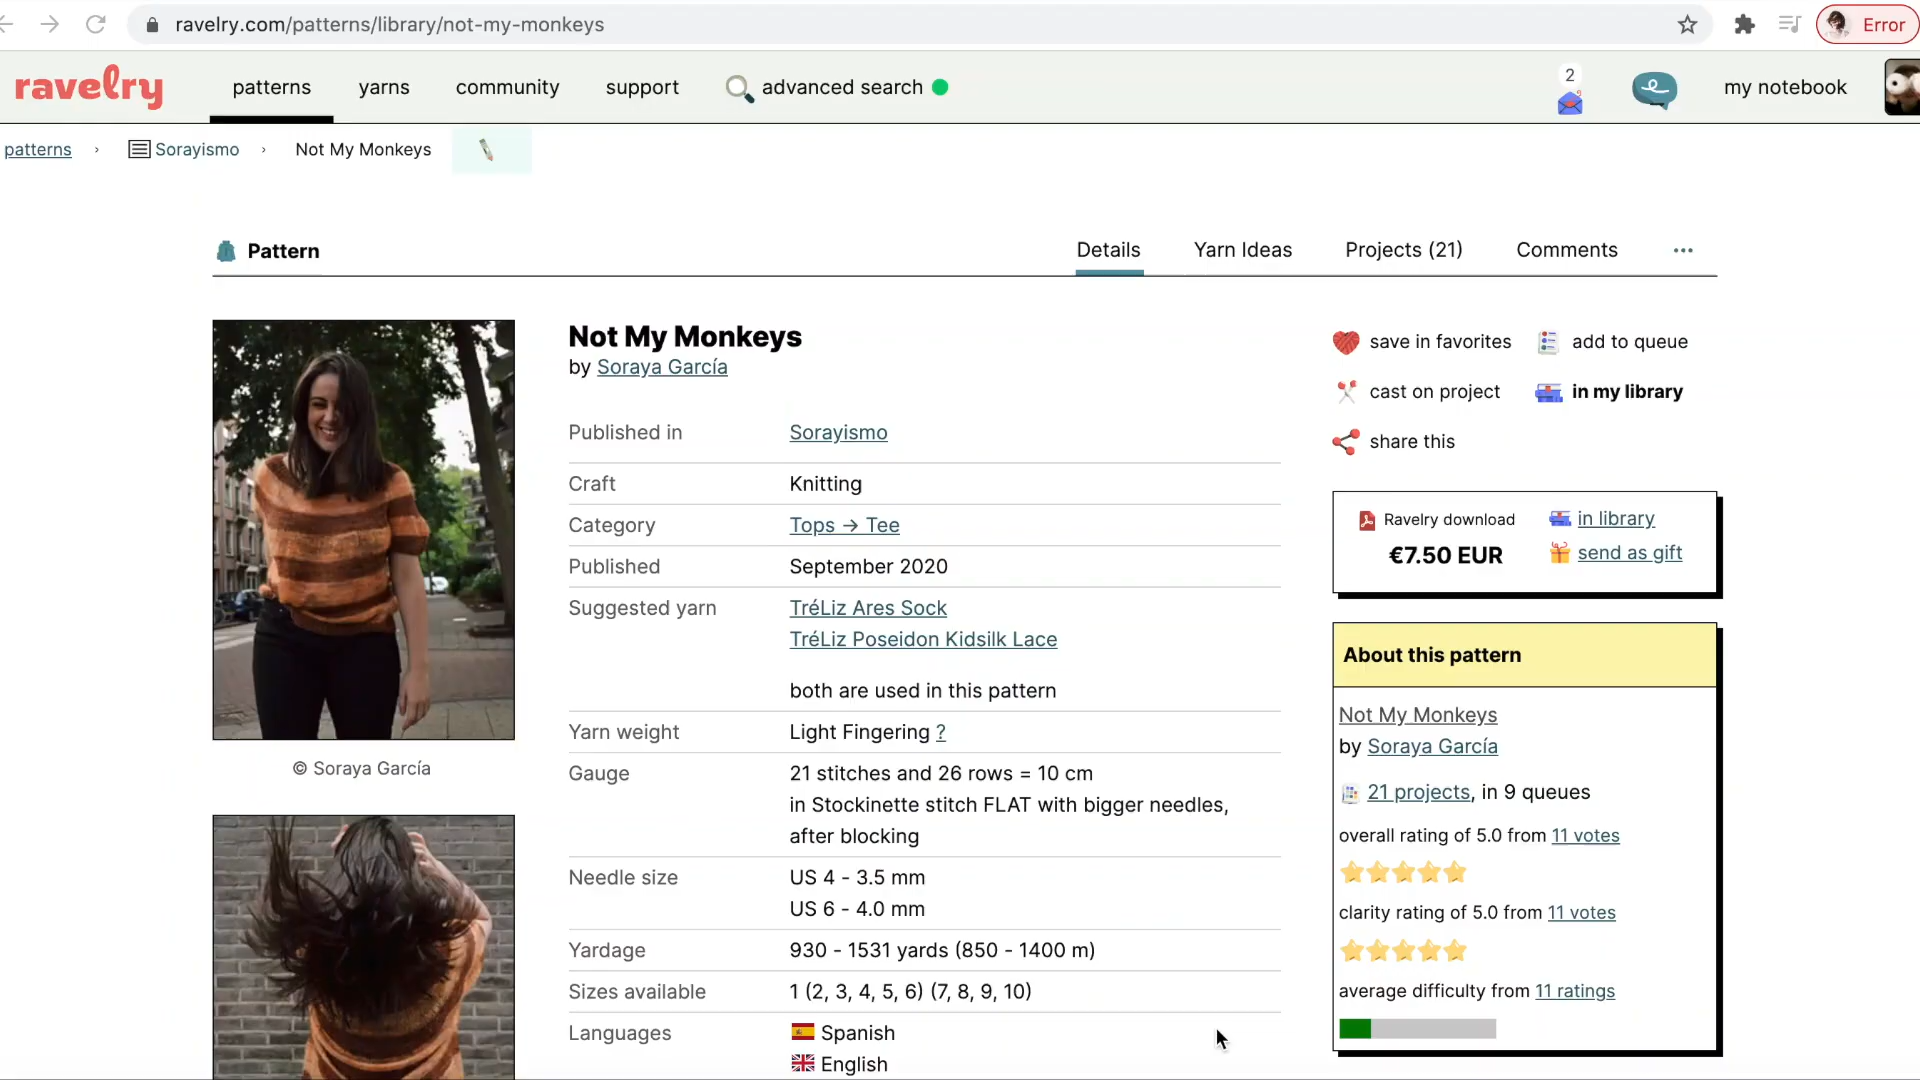 ravelry.com/patterns/library/not-my-monkeys
Error
ravelry
patterns
yarns
community
support
advanced search
2
my notebook
patterns › Sorayismo › Not My Monkeys
Pattern
Details
Yarn Ideas
Projects (21)
Comments
Not My Monkeys
by Soraya García
Published in Sorayismo
Craft Knitting
Category Tops → Tee
Published September 2020
Suggested yarn TréLiz Ares Sock
TréLiz Poseidon Kidsilk Lace
both are used in this pattern
Yarn weight Light Fingering ?
Gauge 21 stitches and 26 rows = 10 cm
in Stockinette stitch FLAT with bigger needles,
after blocking
Needle size US 4 - 3.5 mm
US 6 - 4.0 mm
Yardage 930 - 1531 yards (850 - 1400 m)
Sizes available 1 (2, 3, 4, 5, 6) (7, 8, 9, 10)
Languages Spanish
English
© Soraya García
save in favorites
add to queue
cast on project
in my library
share this
Ravelry download
€7.50 EUR
in library
send as gift
About this pattern
Not My Monkeys
by Soraya García
21 projects, in 9 queues
overall rating of 5.0 from 11 votes
clarity rating of 5.0 from 11 votes
average difficulty from 11 ratings